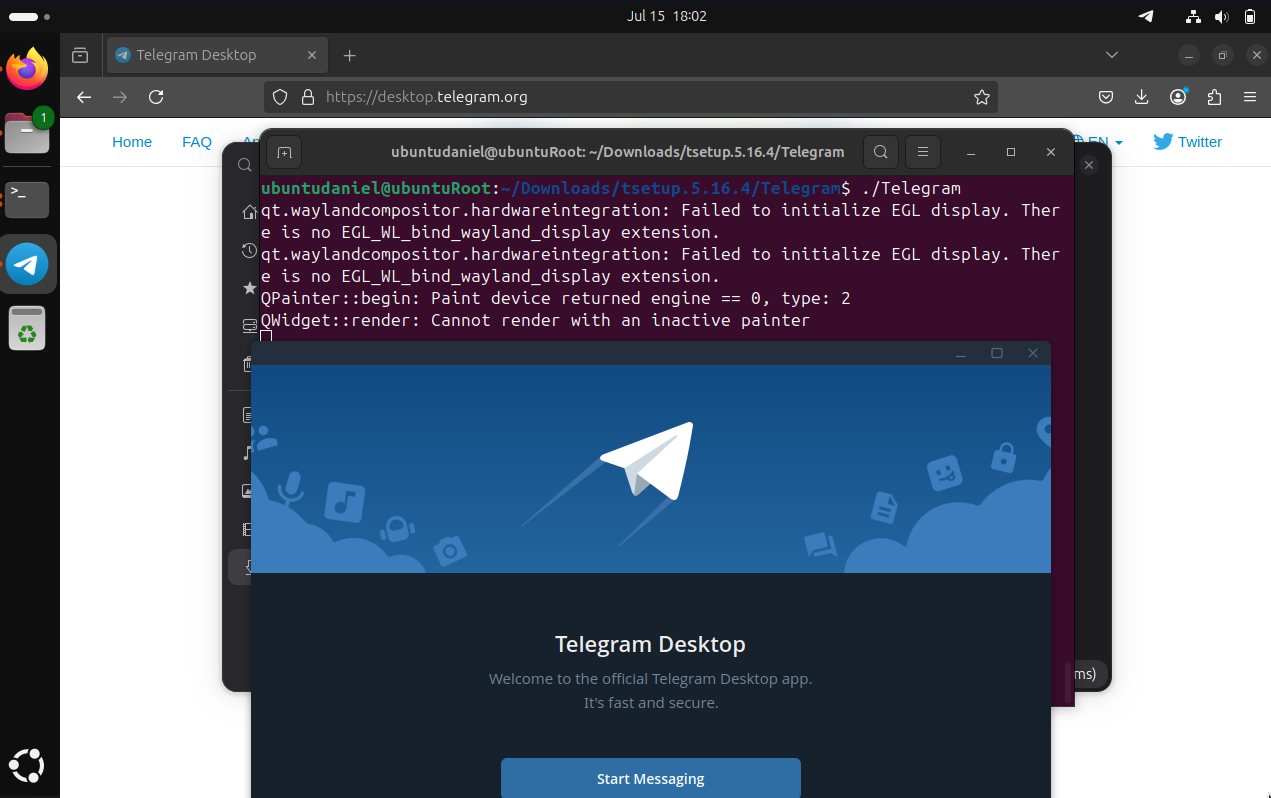 Jul 15 18:02
Telegram Desktop
https://desktop.telegram.org
1
Home
FAQ
EN
Twitter
ubuntudaniel@ubuntuRoot: ~/Downloads/tsetup.5.16.4/Telegram
ubuntudaniel@ubuntuRoot:~/Downloads/tsetup.5.16.4/Telegram$ ./Telegram
qt.waylandcompositor.hardwareintegration: Failed to initialize EGL display. Ther
e is no EGL_WL_bind_wayland_display extension.
qt.waylandcompositor.hardwareintegration: Failed to initialize EGL display. Ther
e is no EGL_WL_bind_wayland_display extension.
QPainter::begin: Paint device returned engine == 0, type: 2
QWidget::render: Cannot render with an inactive painter
Telegram Desktop
Welcome to the official Telegram Desktop app.
It's fast and secure.
ms)
Start Messaging